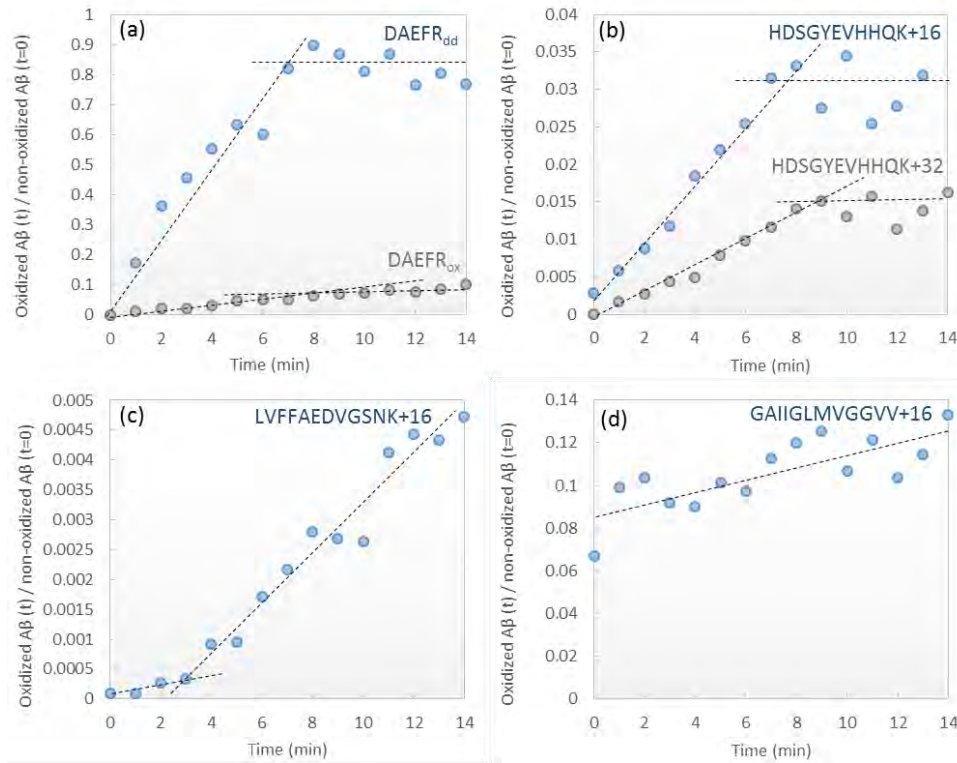 (a)
DAEFRdd
DAEFRox
Oxidized Aβ (t) / non-oxidized Aβ (t=0)
1
0.9
0.8
0.7
0.6
0.5
0.4
0.3
0.2
0.1
0
0 2 4 6 8 10 12 14
Time (min)
(b)
HDSGYEVHHQK+16
HDSGYEVHHQK+32
Oxidized Aβ (t) / non-oxidized Aβ (t=0)
0.035
0.03
0.025
0.02
0.015
0.01
0.005
0
0 2 4 6 8 10 12 14
Time (min)
(c)
LVFFAEDVGSNK+16
Oxidized Aβ (t) / non-oxidized Aβ (t=0)
0.005
0.0045
0.004
0.0035
0.003
0.0025
0.002
0.0015
0.001
0.0005
0
0 2 4 6 8 10 12 14
Time (min)
(d)
GAIIGLMVGGVV+16
Oxidized Aβ (t) / non-oxidized Aβ (t=0)
0.14
0.12
0.1
0.08
0.06
0.04
0.02
0
0 2 4 6 8 10 12 14
Time (min)